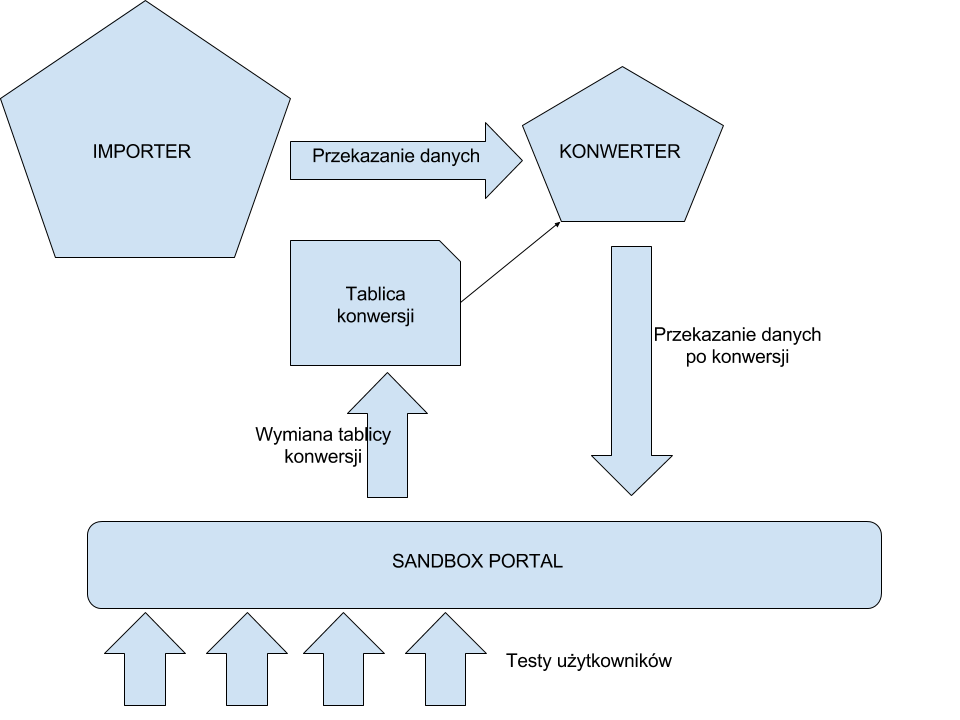 IMPORTER
Przekazanie danych
KONWERTER
Tablica
konwersji
Przekazanie danych
po konwersji
Wymiana tablicy
konwersji
SANDBOX PORTAL
Testy użytkowników